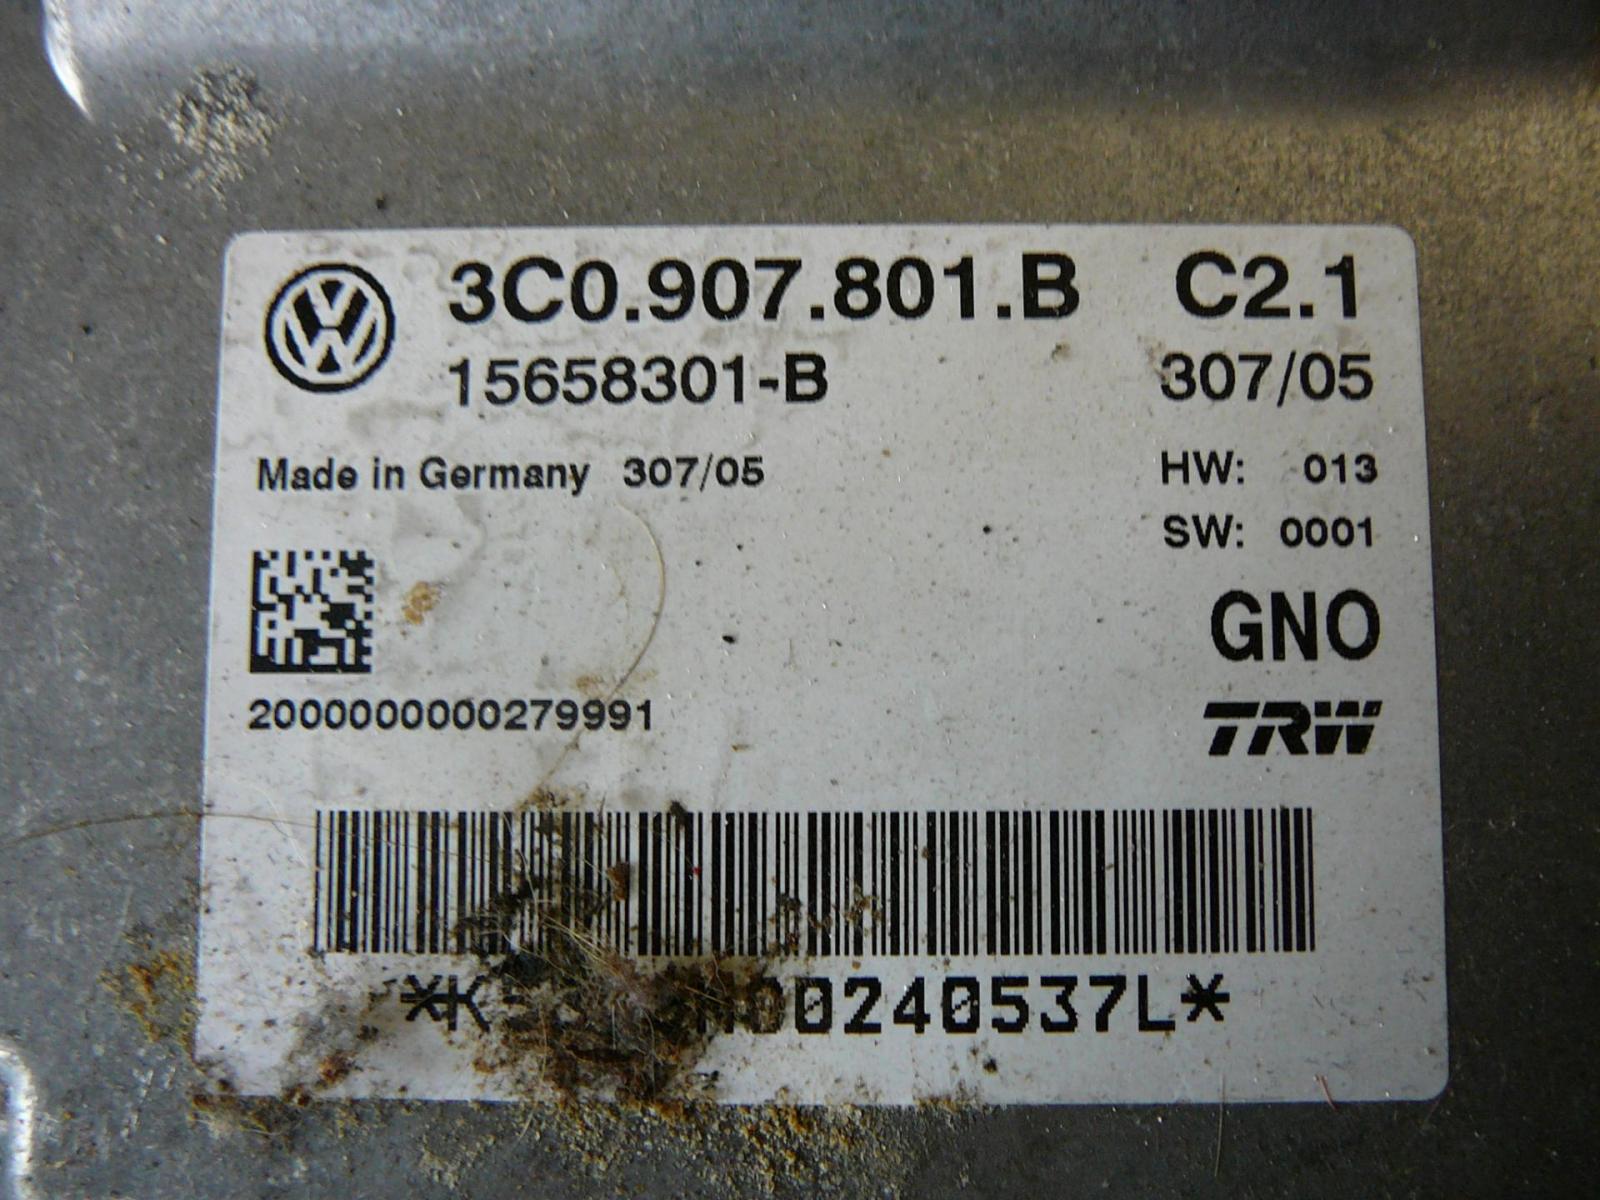 3C0.907.801.B C2.1
15658301-B 307/05
Made in Germany 307/05 HW: 013
SW: 0001
GNO
TRW
2000000000279991